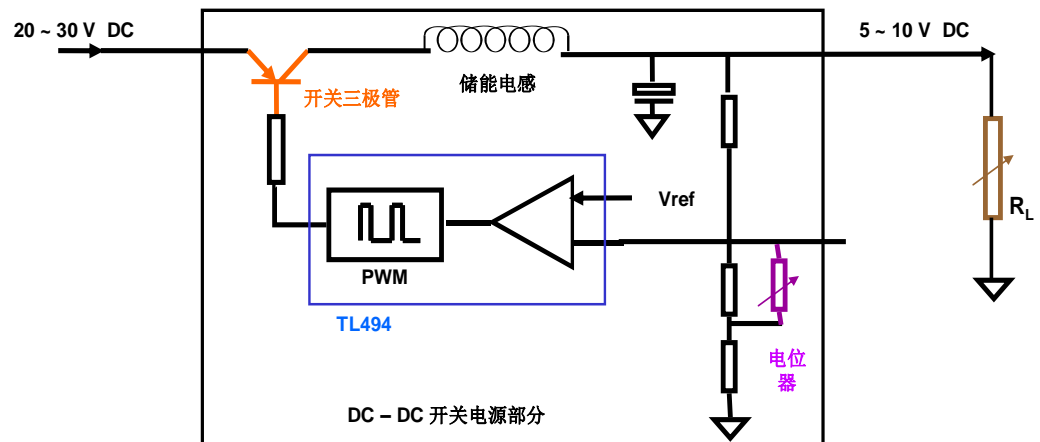 20 ~ 30 V DC
5 ~ 10 V DC
储能电感
开关三极管
Vref
R_L
PWM
TL494
电位
器
DC – DC 开关电源部分